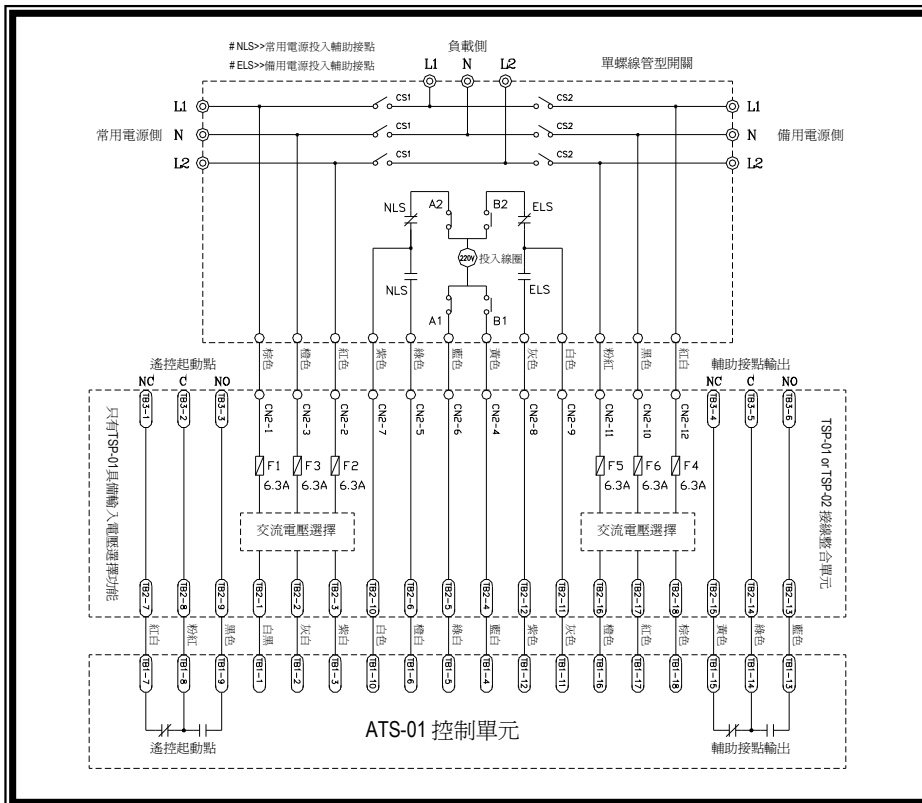 # NLS>>常用電源投入輔助接點
# ELS>>備用電源投入輔助接點
負載側
L1 N L2
單螺線管型開關
L1 CS1 CS2 L1
常用電源側 N CS1 CS2 N 備用電源側
L2 CS1 CS2 L2
NLS A2 B2 ELS
220V 投入線圈
NLS ELS
A1 B1
棕色 橙色 紅色 紫色 綠色 藍色 黃色 灰色 白色 粉紅 黑色 紅白
遙控起動點
NC C NO
輔助接點輸出
NC C NO
TB3-1 TB3-2 TB3-3 CN2-1 CN2-3 CN2-2 CN2-7 CN2-5 CN2-6 CN2-4 CN2-8 CN2-9 CN2-11 CN2-10 CN2-12 TB3-4 TB3-5 TB3-6
只有TSP-01具備輸入電壓選擇功能
TSP-01 or TSP-02 接線整合單元
F1 F3 F2 F5 F6 F4
6.3A 6.3A 6.3A 6.3A 6.3A 6.3A
交流電壓選擇 交流電壓選擇
TB2-7 TB2-8 TB2-9 TB2-1 TB2-2 TB2-3 TB2-10 TB2-6 TB2-5 TB2-4 TB2-12 TB2-11 TB2-16 TB2-17 TB2-18 TB2-15 TB2-14 TB2-13
紅白 粉紅 黑色 白黑 灰白 紫白 白色 橙白 綠白 藍白 紫色 灰色 橙色 紅色 棕色 黃色 綠色 藍色
TB1-7 TB1-8 TB1-9 TB1-1 TB1-2 TB1-3 TB1-10 TB1-6 TB1-5 TB1-4 TB1-12 TB1-11 TB1-16 TB1-17 TB1-18 TB1-15 TB1-14 TB1-13
遙控起動點 ATS-01 控制單元 輔助接點輸出